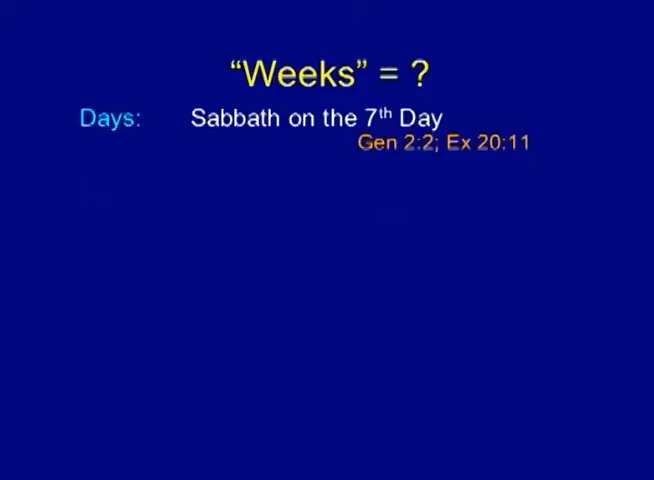 “Weeks” = ?
Days: Sabbath on the 7th Day
Gen 2:2; Ex 20:11